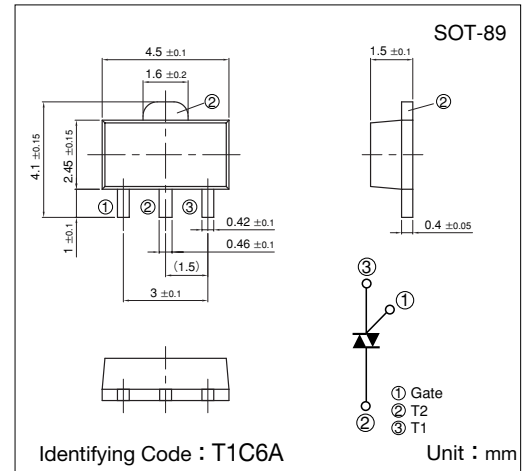 SOT-89
4.5 ±0.1
1.6 ±0.2
②
4.1 ±0.15
2.45 ±0.15
1 ±0.1
① ② ③
0.42 ±0.1
0.46 ±0.1
(1.5)
3 ±0.1
1.5 ±0.1
②
0.4 ±0.05
③
①
②
① Gate
② T2
③ T1
Identifying Code : T1C6A
Unit : mm